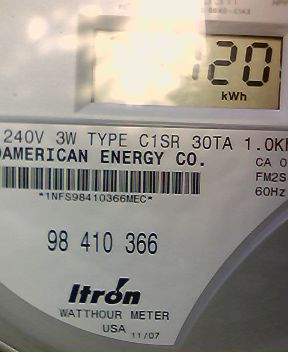 20
kWh
240V 3W TYPE C1SR 30TA 1.0K
AMERICAN ENERGY CO.
CA 0
FM2S
60Hz
*1NFS98410366MEC*
98 410 366
Itron
WATTHOUR METER
USA 11/07